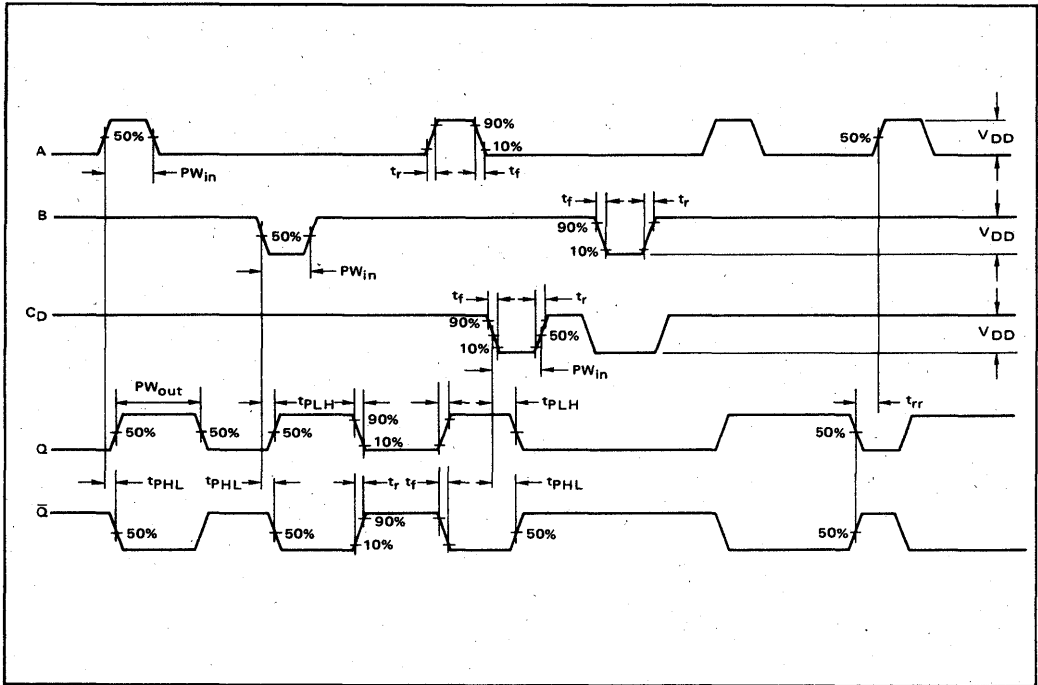 A 50% PWin 90% 10% tr tf 50% VDD
B 50% PWin tf tr 90% 10% VDD
CD tf tr 90% 10% 50% PWin VDD
PWout tPLH 90% tPLH trr
Q 50% 50% 50% 10% 50%
tPHL tPHL tr tf tPHL
Q̅ 50% 50% 90% 10% 50% 50%